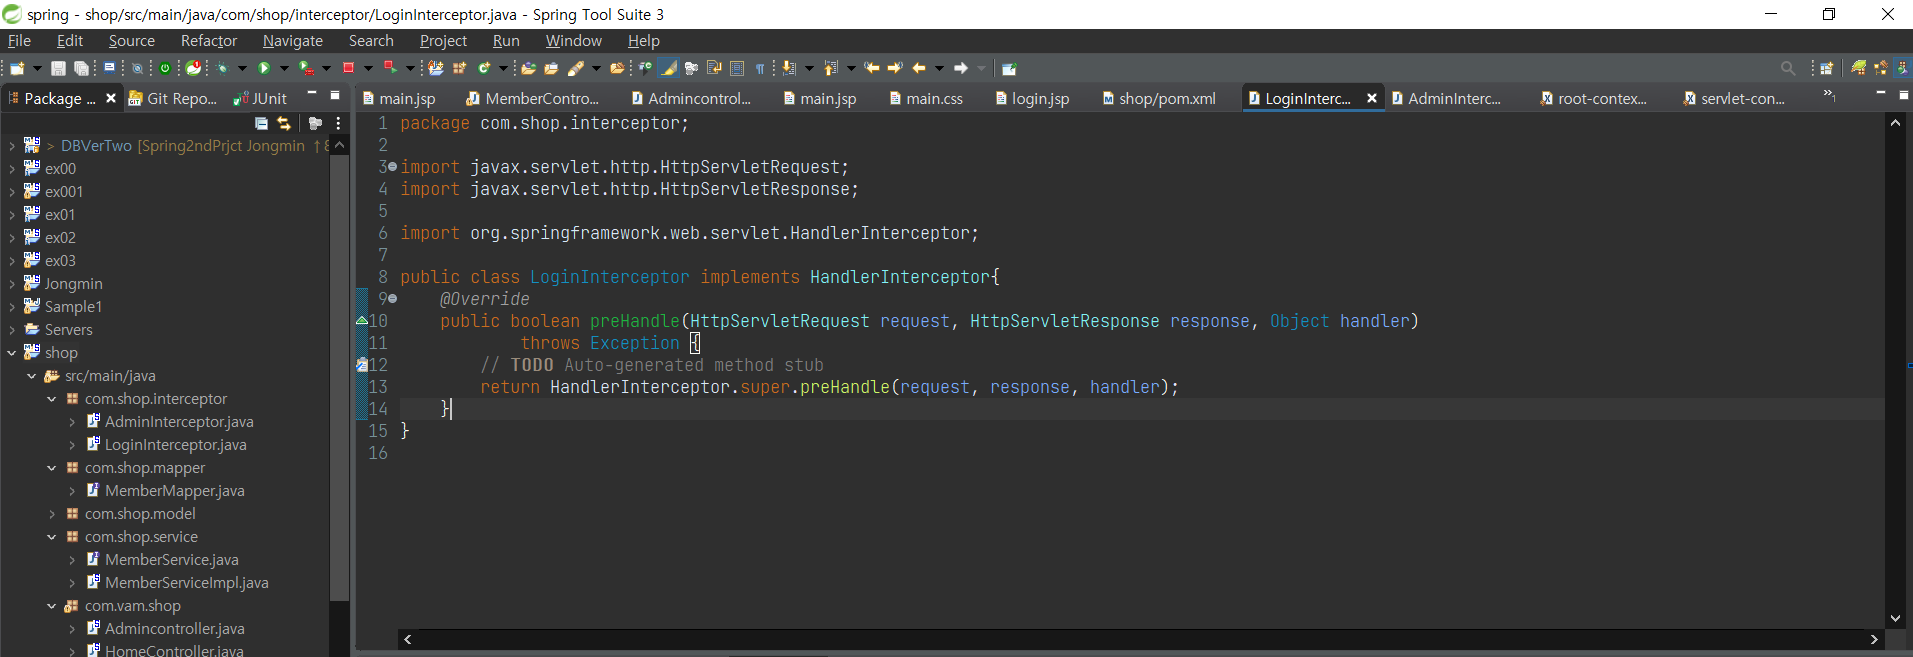 spring - shop/src/main/java/com/shop/interceptor/LoginInterceptor.java - Spring Tool Suite 3
File Edit Source Refactor Navigate Search Project Run Window Help
Package ... Git Repo... JUnit
main.jsp MemberContro... Admincontrol... main.jsp main.css login.jsp shop/pom.xml LoginInterc... AdminInterc... root-contex... servlet-con... »1
> DBVerTwo [Spring2ndPrjct Jongmin ↑8
ex00
ex001
ex01
ex02
ex03
Jongmin
Sample1
Servers
shop
src/main/java
com.shop.interceptor
AdminInterceptor.java
LoginInterceptor.java
com.shop.mapper
MemberMapper.java
com.shop.model
com.shop.service
MemberService.java
MemberServiceImpl.java
com.vam.shop
Admincontroller.java
HomeController.java
1 package com.shop.interceptor;
2
3 import javax.servlet.http.HttpServletRequest;
4 import javax.servlet.http.HttpServletResponse;
5
6 import org.springframework.web.servlet.HandlerInterceptor;
7
8 public class LoginInterceptor implements HandlerInterceptor{
9 @Override
10 public boolean preHandle(HttpServletRequest request, HttpServletResponse response, Object handler)
11 throws Exception {
12 // TODO Auto-generated method stub
13 return HandlerInterceptor.super.preHandle(request, response, handler);
14 }
15 }
16